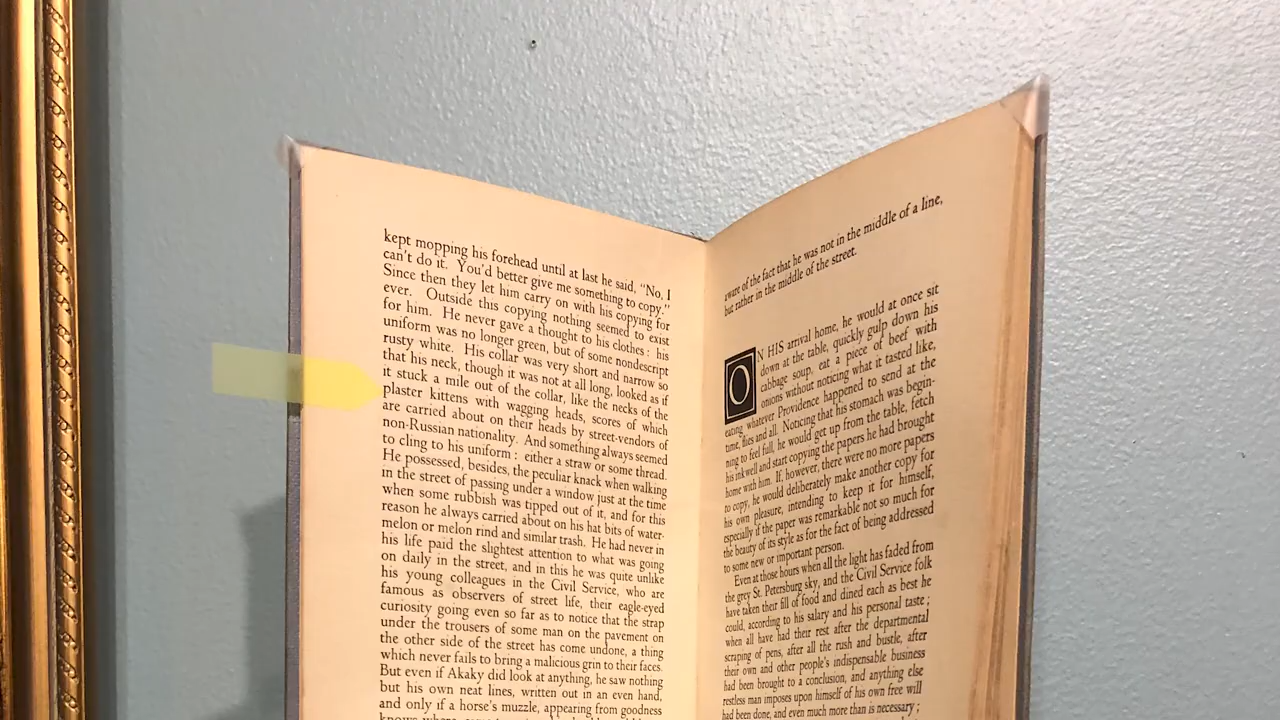 kept mopping his forehead until at last he said, “No, I
can't do it. You'd better give me something to copy.”
Since then they let him carry on with his copying for
ever. Outside this copying nothing seemed to exist
for him. He never gave a thought to his clothes : his
uniform was no longer green, but of some nondescript
rusty white. His collar was very short and narrow so
that his neck, though it was not at all long, looked as if
it stuck a mile out of the collar, like the necks of the
plaster kittens with wagging heads, scores of which
are carried about on their heads by street-vendors of
non-Russian nationality. And something always seemed
to cling to his uniform : either a straw or some thread.
He possessed, besides, the peculiar knack when walking
in the street of passing under a window just at the time
when some rubbish was tipped out of it, and for this
reason he always carried about on his hat bits of water-
melon or melon rind and similar trash. He had never in
his life paid the slightest attention to what was going
on daily in the street, and in this he was quite unlike
his young colleagues in the Civil Service, who are
famous as observers of street life, their eagle-eyed
curiosity going even so far as to notice that the strap
under the trousers of some man on the pavement on
the other side of the street has come undone, a thing
which never fails to bring a malicious grin to their faces.
But even if Akaky did look at anything, he saw nothing
but his own neat lines, written out in an even hand,
and only if a horse's muzzle, appearing from goodness
knows where,
aware of the fact that he was not in the middle of a line,
but rather in the middle of the street.
ON HIS arrival home, he would at once sit
down at the table, quickly gulp down his
cabbage soup, eat a piece of beef with
onions without noticing what it tasted like,
eating whatever Providence happened to send at the
time, flies and all. Noticing that his stomach was begin-
ning to feel full, he would get up from the table, fetch
his inkwell and start copying the papers he had brought
home with him. If, however, there were no more papers
to copy, he would deliberately make another copy for
his own pleasure, intending to keep it for himself,
especially if the paper was remarkable not so much for
the beauty of its style as for the fact of being addressed
to some new or important person.
Even at those hours when all the light has faded from
the grey St. Petersburg sky, and the Civil Service folk
have taken their fill of food and dined each as best he
could, according to his salary and his personal taste ;
when all have had their rest after the departmental
scraping of pens, after all the rush and bustle, after
their own and other people's indispensable business
had been brought to a conclusion, and anything else
restless man imposes upon himself of his own free will
had been done, and even much more than is necessary ;